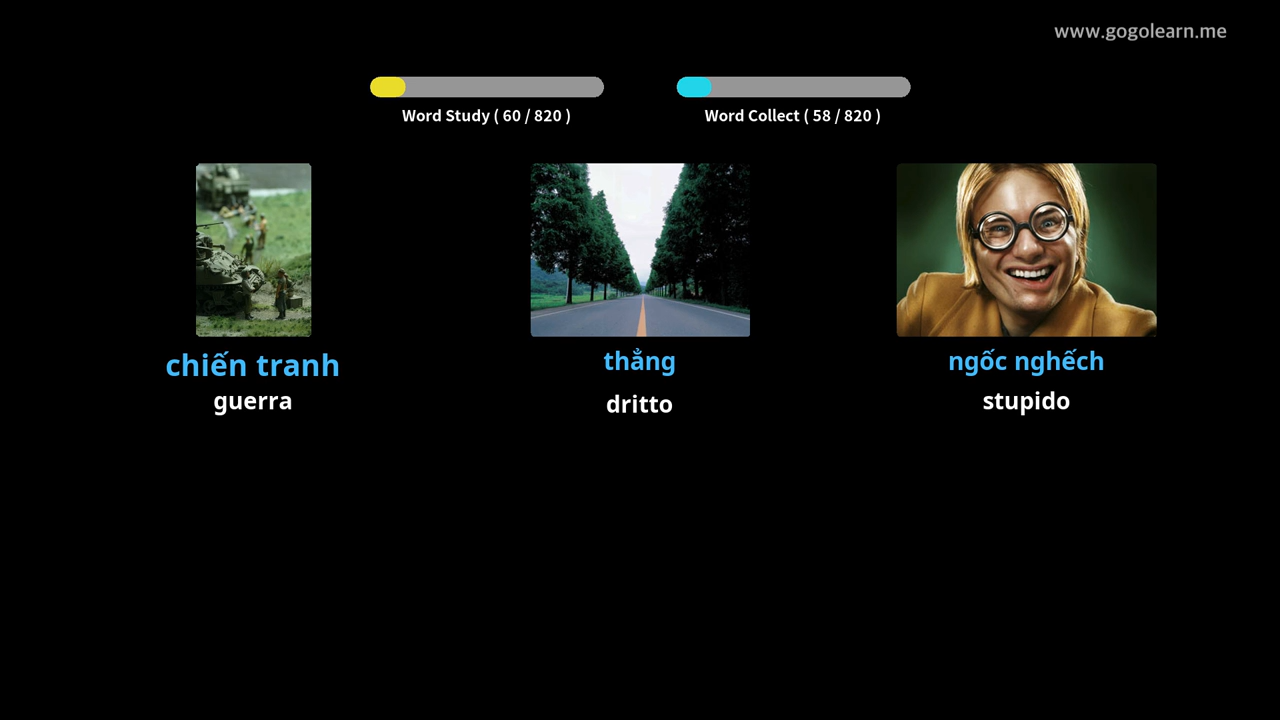 www.gogolearn.me
Word Study ( 60 / 820 )
Word Collect ( 58 / 820 )
chiến tranh
guerra
thẳng
dritto
ngốc nghếch
stupido